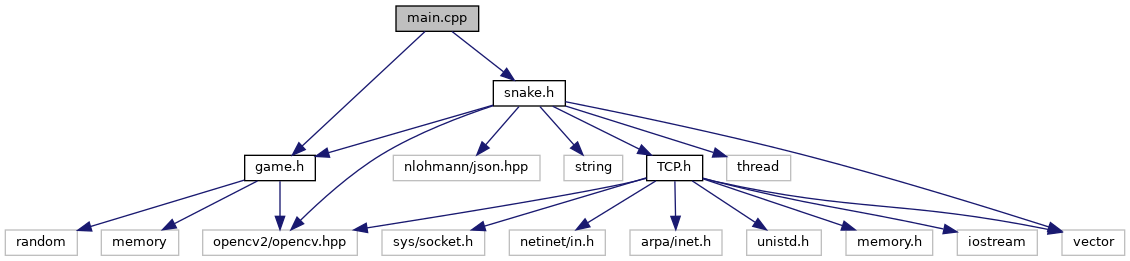 main.cpp
snake.h
game.h
nlohmann/json.hpp
string
TCP.h
thread
random
memory
opencv2/opencv.hpp
sys/socket.h
netinet/in.h
arpa/inet.h
unistd.h
memory.h
iostream
vector